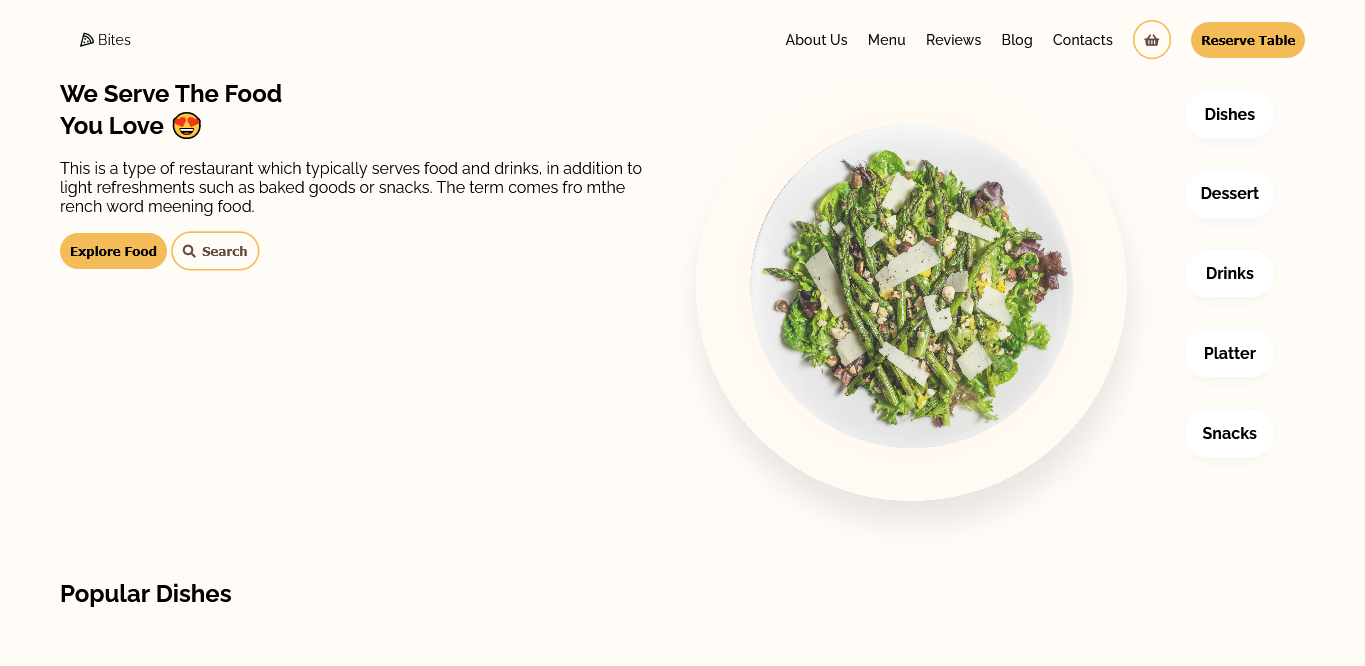 Bites
About Us Menu Reviews Blog Contacts Reserve Table
We Serve The Food
You Love 😍
This is a type of restaurant which typically serves food and drinks, in addition to
light refreshments such as baked goods or snacks. The term comes fro mthe
rench word meening food.
Explore Food Search
Dishes
Dessert
Drinks
Platter
Snacks
Popular Dishes